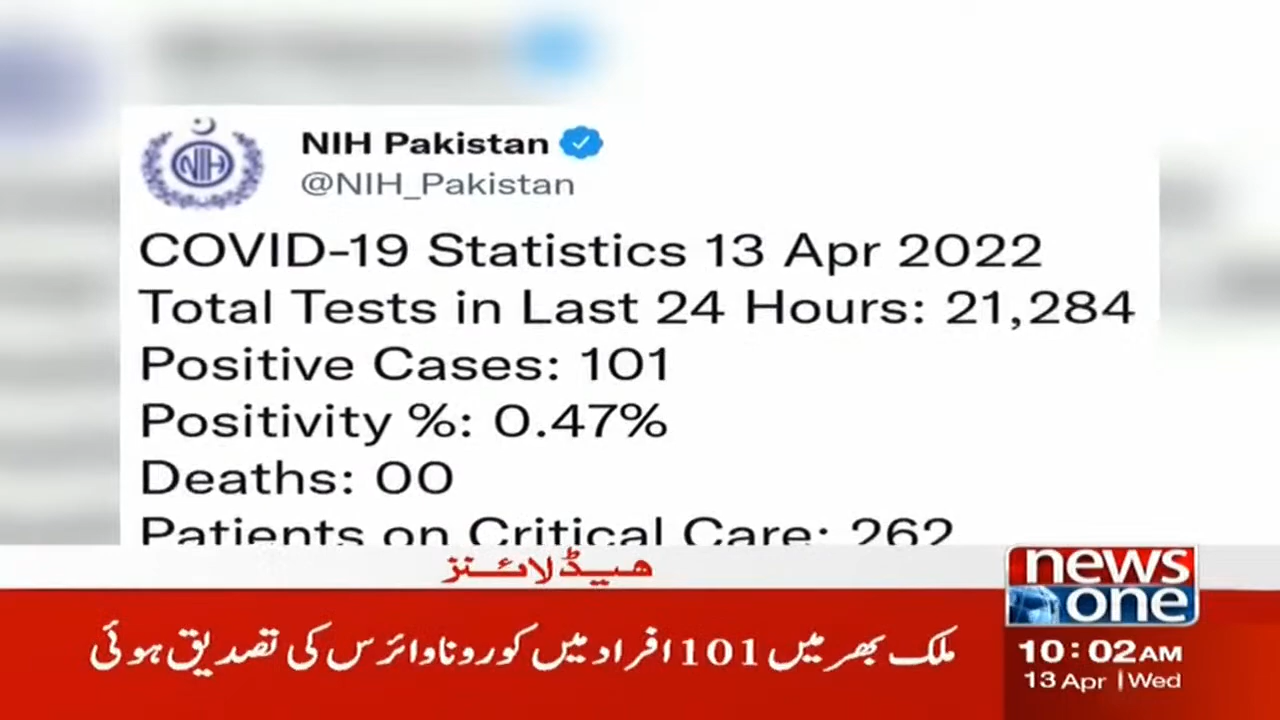 NIH
NIH Pakistan
@NIH_Pakistan
COVID-19 Statistics 13 Apr 2022
Total Tests in Last 24 Hours: 21,284
Positive Cases: 101
Positivity %: 0.47%
Deaths: 00
Patients on Critical Care: 262
ھیڈلائنز
ملک بھر میں 101 افراد میں کورونا وائرس کی تصدیق ہوئی
news
one
10:02AM
13 Apr | Wed